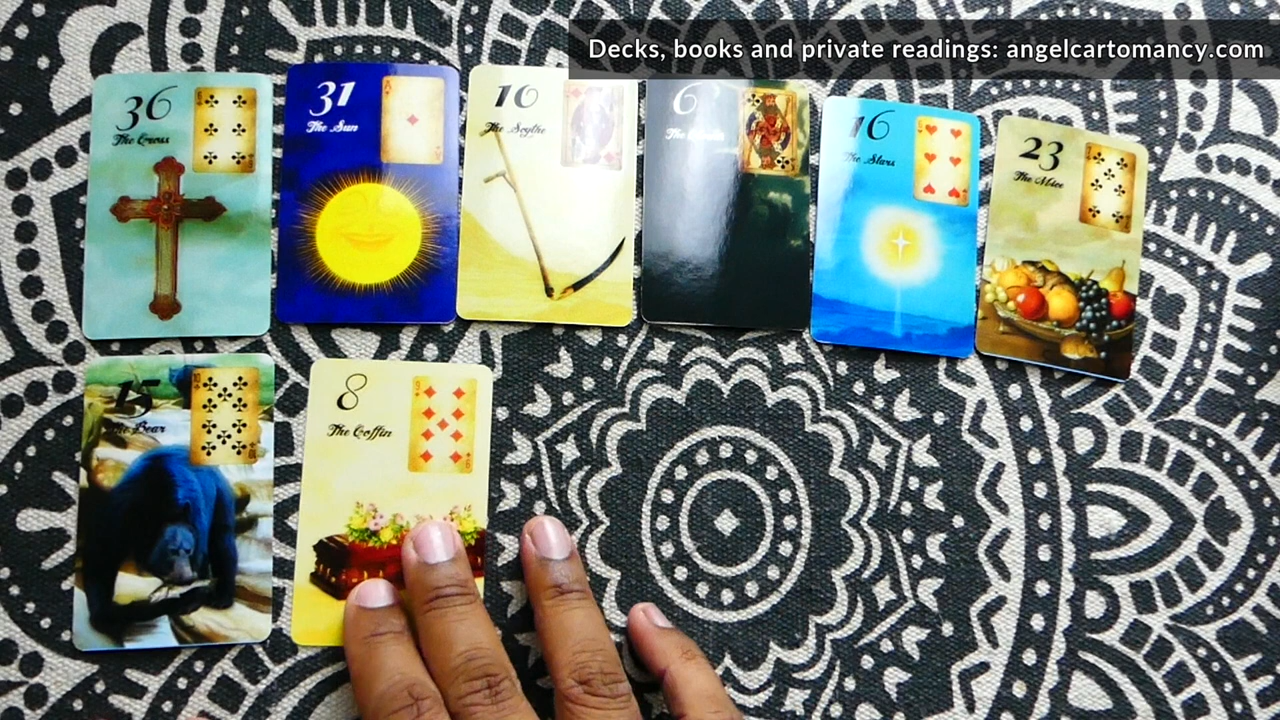 Decks, books and private readings: angelcartomancy.com
36
The Cross
31
The Sun
10
The Scythe
6
The
16
The Stars
23
The Mice
15
The Bear
8
The Coffin